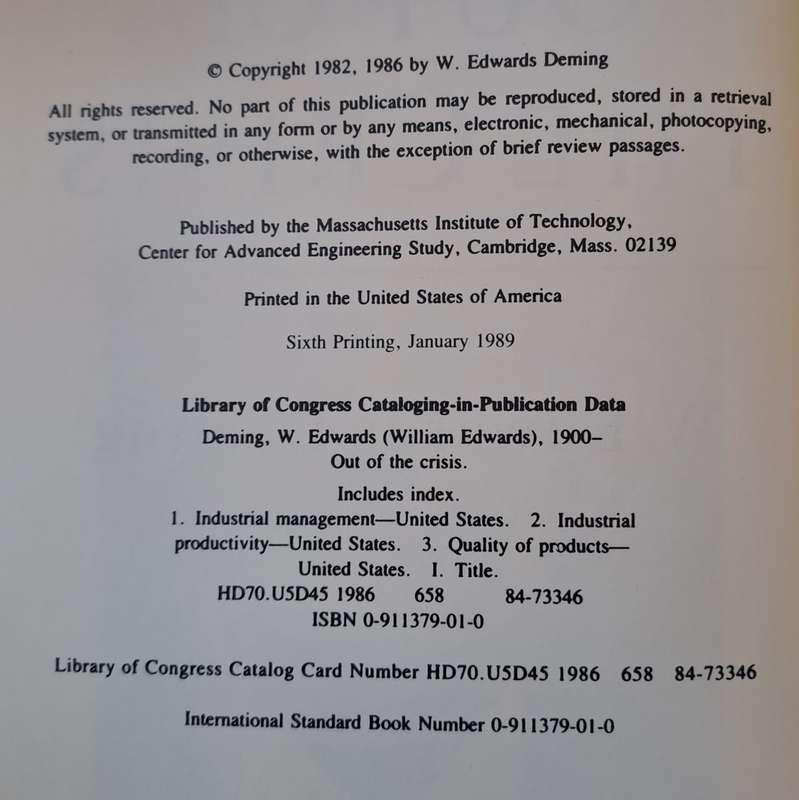 © Copyright 1982, 1986 by W. Edwards Deming
All rights reserved. No part of this publication may be reproduced, stored in a retrieval
system, or transmitted in any form or by any means, electronic, mechanical, photocopying,
recording, or otherwise, with the exception of brief review passages.
Published by the Massachusetts Institute of Technology,
Center for Advanced Engineering Study, Cambridge, Mass. 02139
Printed in the United States of America
Sixth Printing, January 1989
Library of Congress Cataloging-in-Publication Data
Deming, W. Edwards (William Edwards), 1900–
Out of the crisis.
Includes index.
1. Industrial management—United States. 2. Industrial
productivity—United States. 3. Quality of products—
United States. I. Title.
HD70.U5D45 1986 658 84-73346
ISBN 0-911379-01-0
Library of Congress Catalog Card Number HD70.U5D45 1986 658 84-73346
International Standard Book Number 0-911379-01-0